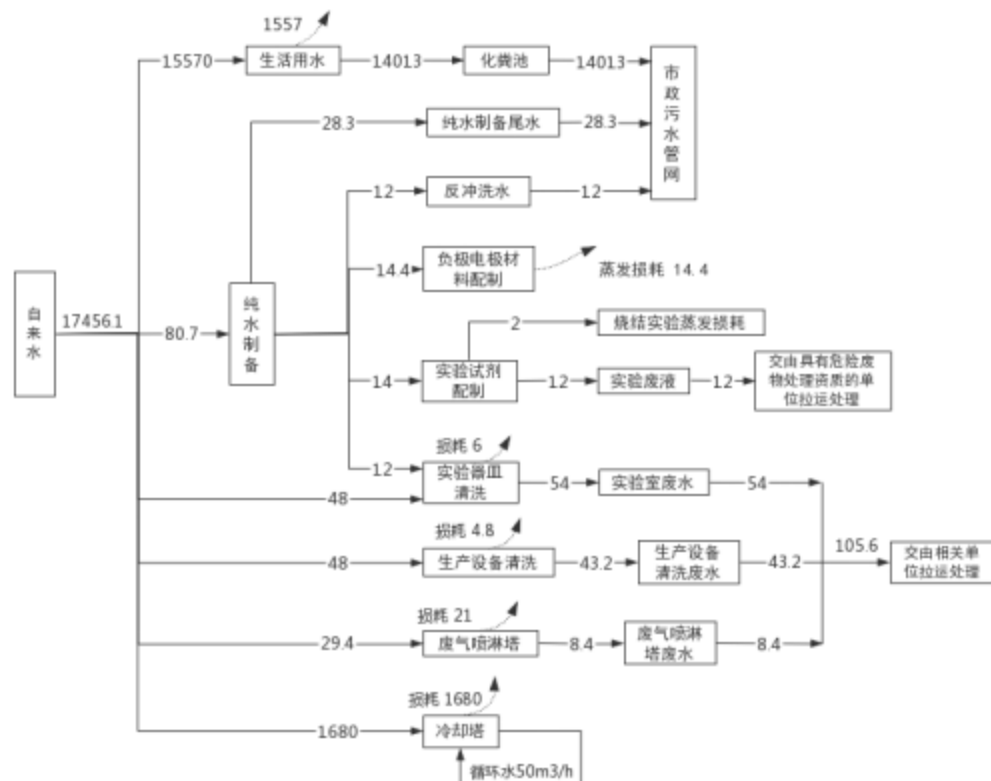 1557
15570
生活用水
14013
化粪池
14013
市
政
污
水
管
网
28.3
纯水制备尾水
28.3
12
反冲洗水
12
14.4
负极电极材
料配制
蒸发损耗 14.4
自
来
水
17456.1
80.7
纯
水
制
备
2
烧结实验蒸发损耗
14
实验试剂
配制
12
实验废液
12
交由具有危险废
物处理资质的单
位拉运处理
损耗 6
12
48
实验器皿
清洗
54
实验室废水
54
损耗 4.8
48
生产设备清洗
43.2
生产设备
清洗废水
43.2
105.6
交由相关单
位拉运处理
损耗 21
29.4
废气喷淋塔
8.4
废气喷淋
塔废水
8.4
损耗 1680
1680
冷却塔
循环水50m3/h